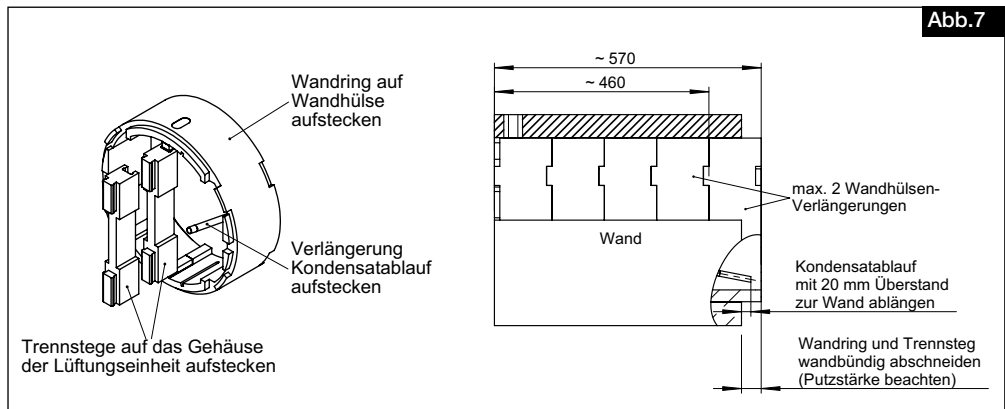 Abb.7
Wandring auf
Wandhülse
aufstecken
Verlängerung
Kondensatablauf
aufstecken
Trennstege auf das Gehäuse
der Lüftungseinheit aufstecken
~ 570
~ 460
max. 2 Wandhülsen-
Verlängerungen
Wand
Kondensatablauf
mit 20 mm Überstand
zur Wand ablängen
Wandring und Trennsteg
wandbündig abschneiden
(Putzstärke beachten)